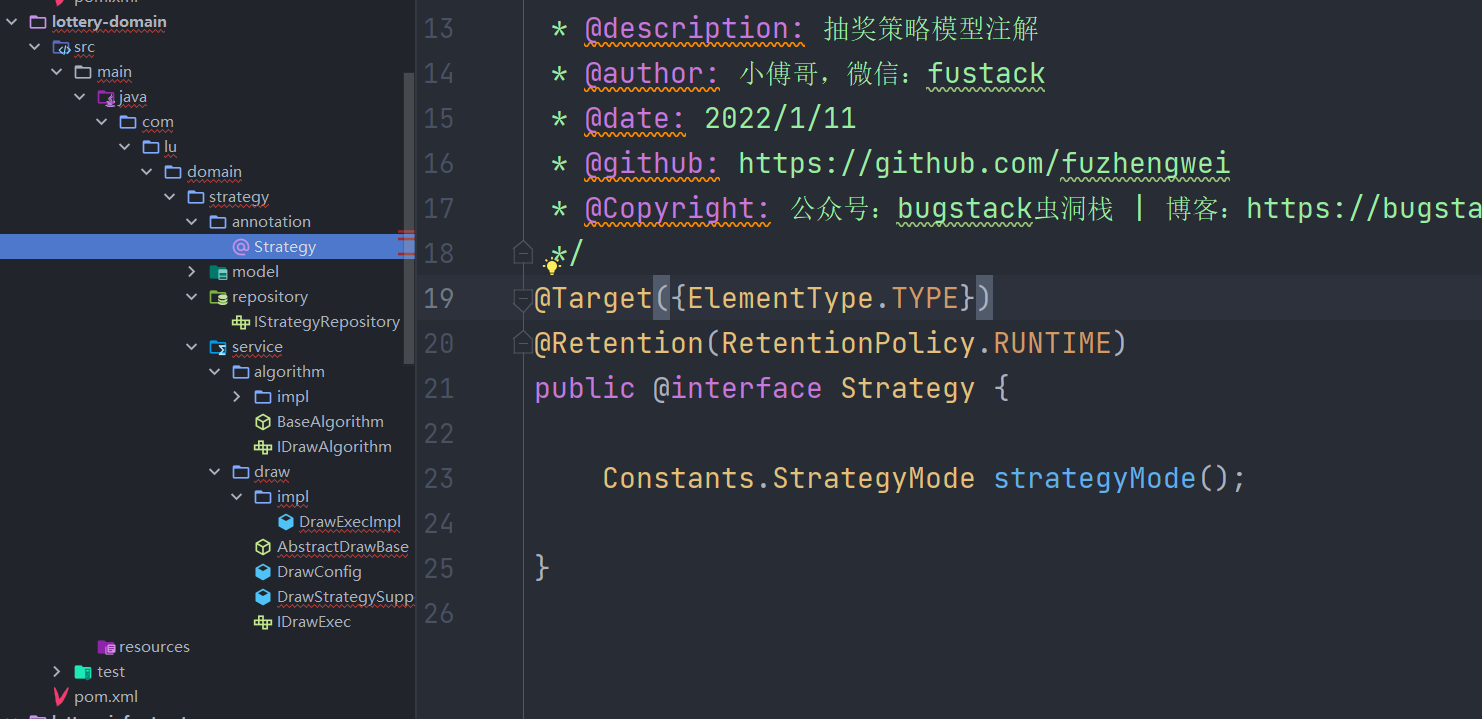 pom.xml
lottery-domain
src
main
java
com
lu
domain
strategy
annotation
Strategy
model
repository
IStrategyRepository
service
algorithm
impl
BaseAlgorithm
IDrawAlgorithm
draw
impl
DrawExecImpl
AbstractDrawBase
DrawConfig
DrawStrategySupp
IDrawExec
resources
test
pom.xml
13 * @description: 抽奖策略模型注解
14 * @author: 小傅哥，微信：fustack
15 * @date: 2022/1/11
16 * @github: https://github.com/fuzhengwei
17 * @Copyright: 公众号：bugstack虫洞栈 | 博客：https://bugsta
18 */
19 @Target({ElementType.TYPE})
20 @Retention(RetentionPolicy.RUNTIME)
21 public @interface Strategy {
22
23 Constants.StrategyMode strategyMode();
24
25 }
26